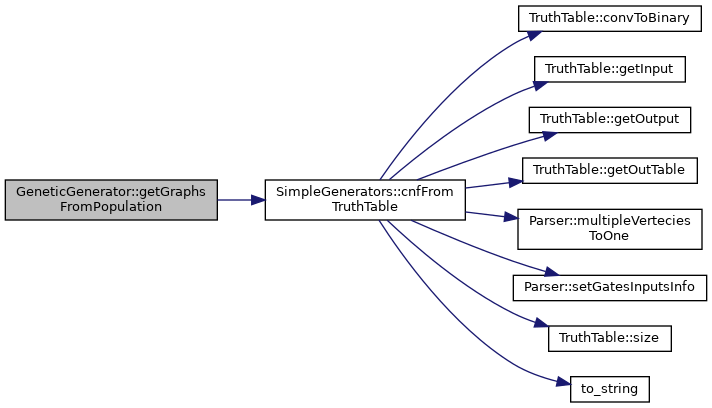 GeneticGenerator::getGraphs
FromPopulation
SimpleGenerators::cnfFrom
TruthTable
TruthTable::convToBinary
TruthTable::getInput
TruthTable::getOutput
TruthTable::getOutTable
Parser::multipleVertecies
ToOne
Parser::setGatesInputsInfo
TruthTable::size
to_string